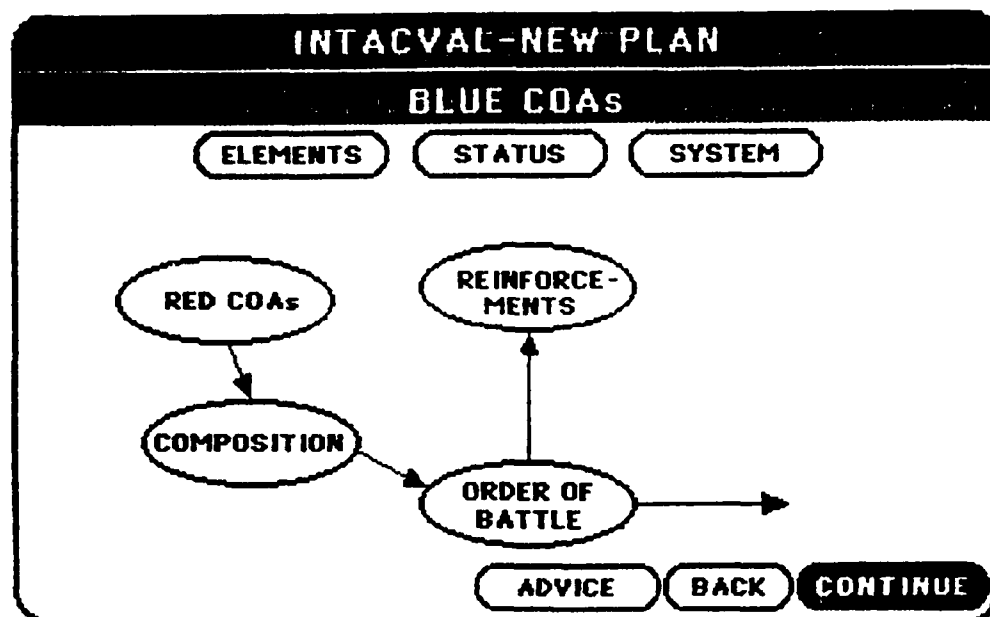 INTACVAL-NEW PLAN
BLUE COAs
ELEMENTS STATUS SYSTEM
RED COAs
REINFORCE-
MENTS
COMPOSITION
ORDER OF
BATTLE
ADVICE BACK CONTINUE